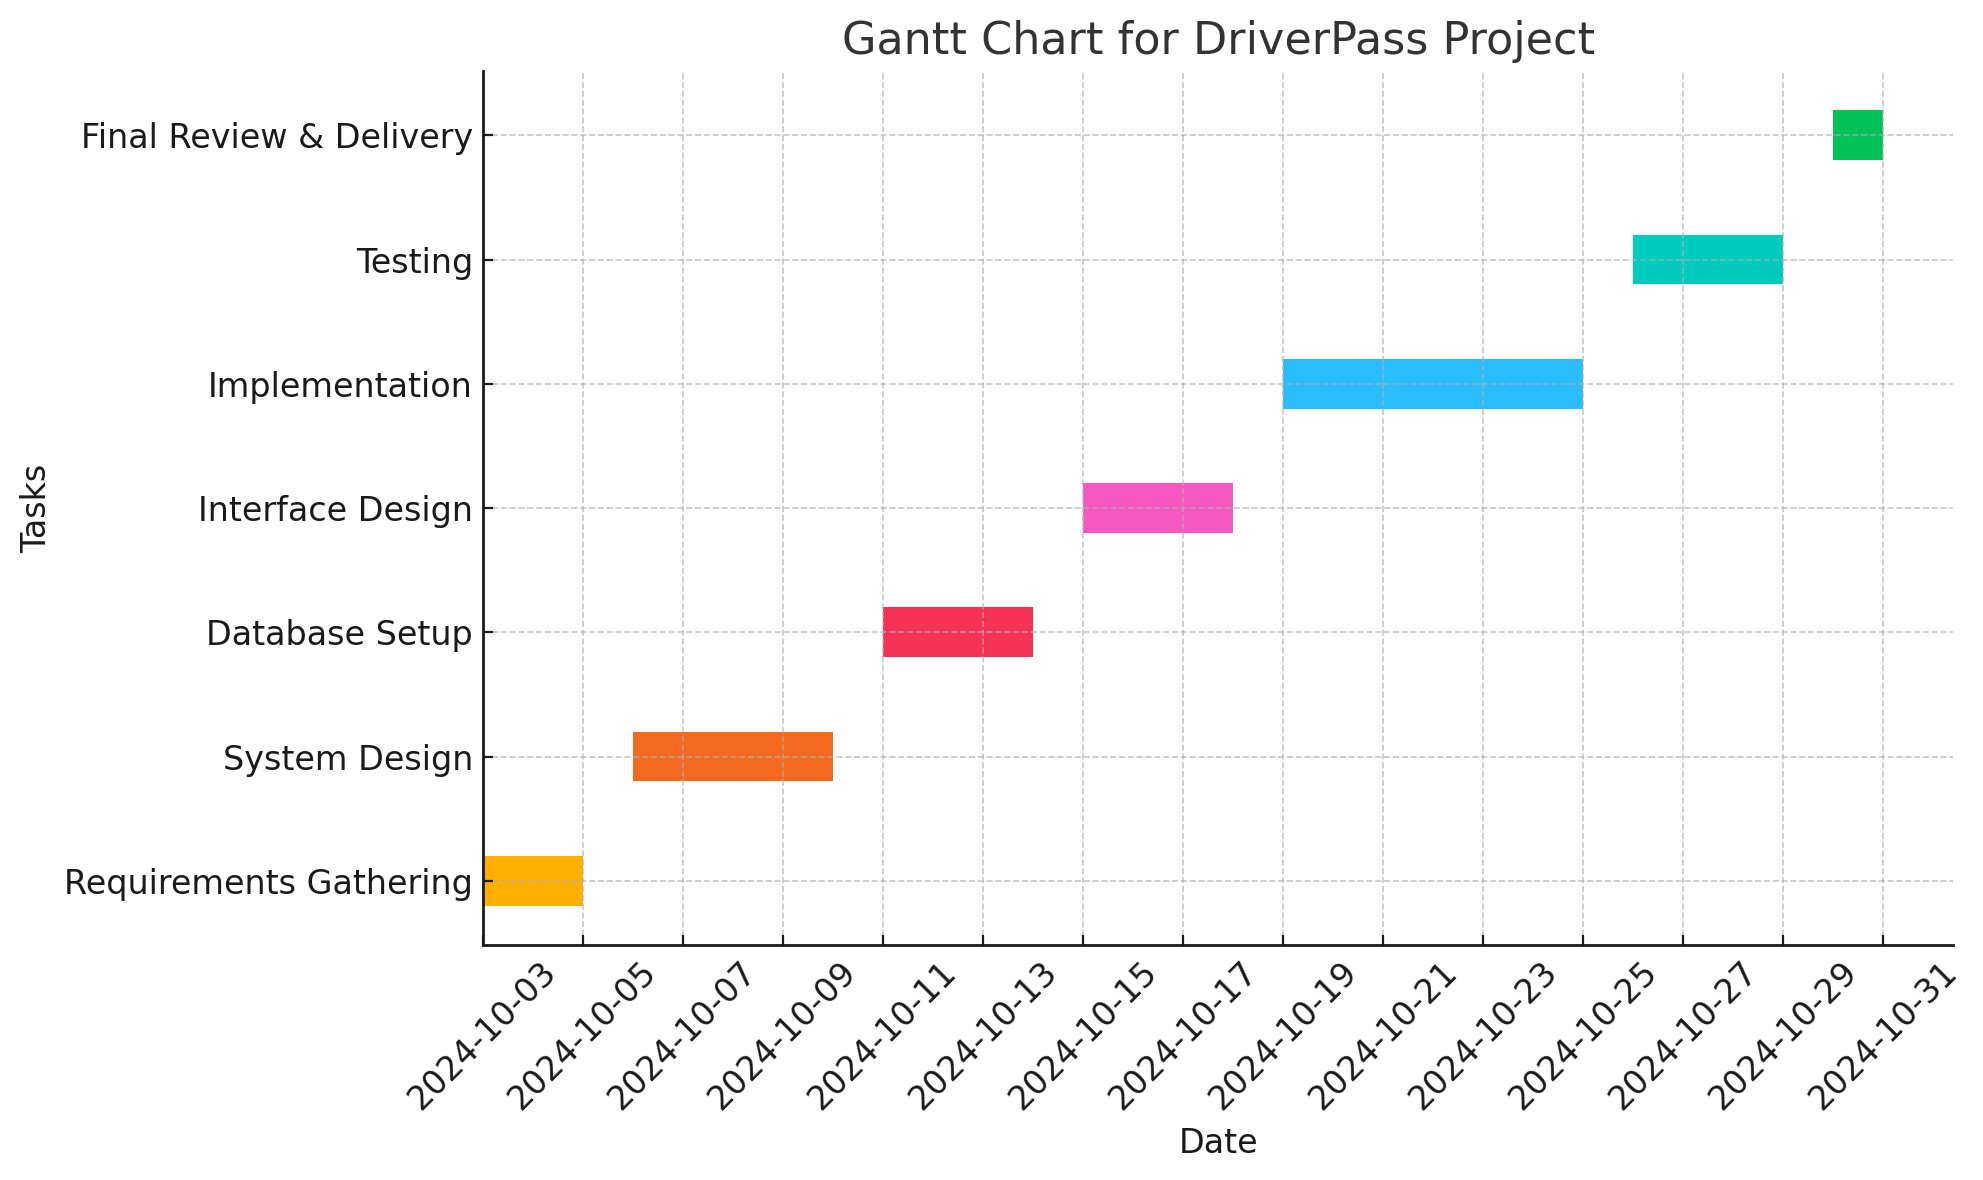 Gantt Chart for DriverPass Project
Final Review & Delivery
Testing
Implementation
Interface Design
Database Setup
System Design
Requirements Gathering
Tasks
2024-10-03
2024-10-05
2024-10-07
2024-10-09
2024-10-11
2024-10-13
2024-10-15
2024-10-17
2024-10-19
2024-10-21
2024-10-23
2024-10-25
2024-10-27
2024-10-29
2024-10-31
Date